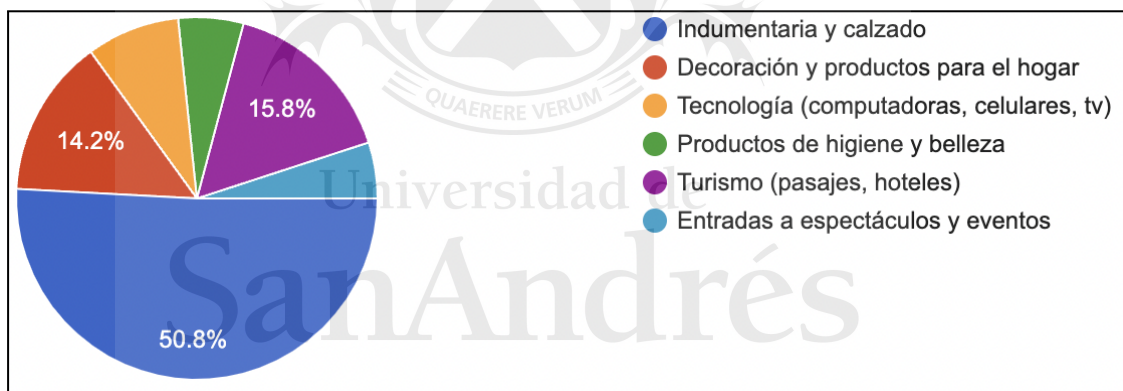 Indumentaria y calzado
Decoración y productos para el hogar
Tecnología (computadoras, celulares, tv)
Productos de higiene y belleza
Turismo (pasajes, hoteles)
Entradas a espectáculos y eventos
15.8%
14.2%
50.8%
QUAERERE VERUM
Universidad de
SanAndrés